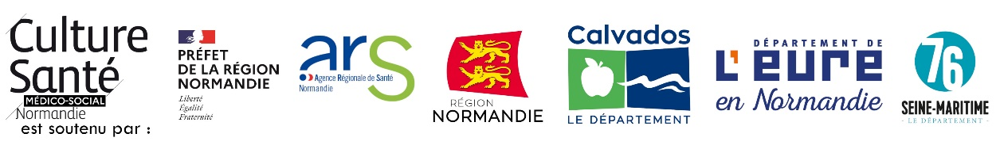 Culture
Santé
MÉDICO-SOCIAL
Normandie
est soutenu par :
PRÉFET
DE LA RÉGION
NORMANDIE
Liberté
Égalité
Fraternité
ars
Agence Régionale de Santé
Normandie
RÉGION
NORMANDIE
Calvados
LE DÉPARTEMENT
DÉPARTEMENT DE
L'eure
en Normandie
76
SEINE-MARITIME
- LE DÉPARTEMENT -